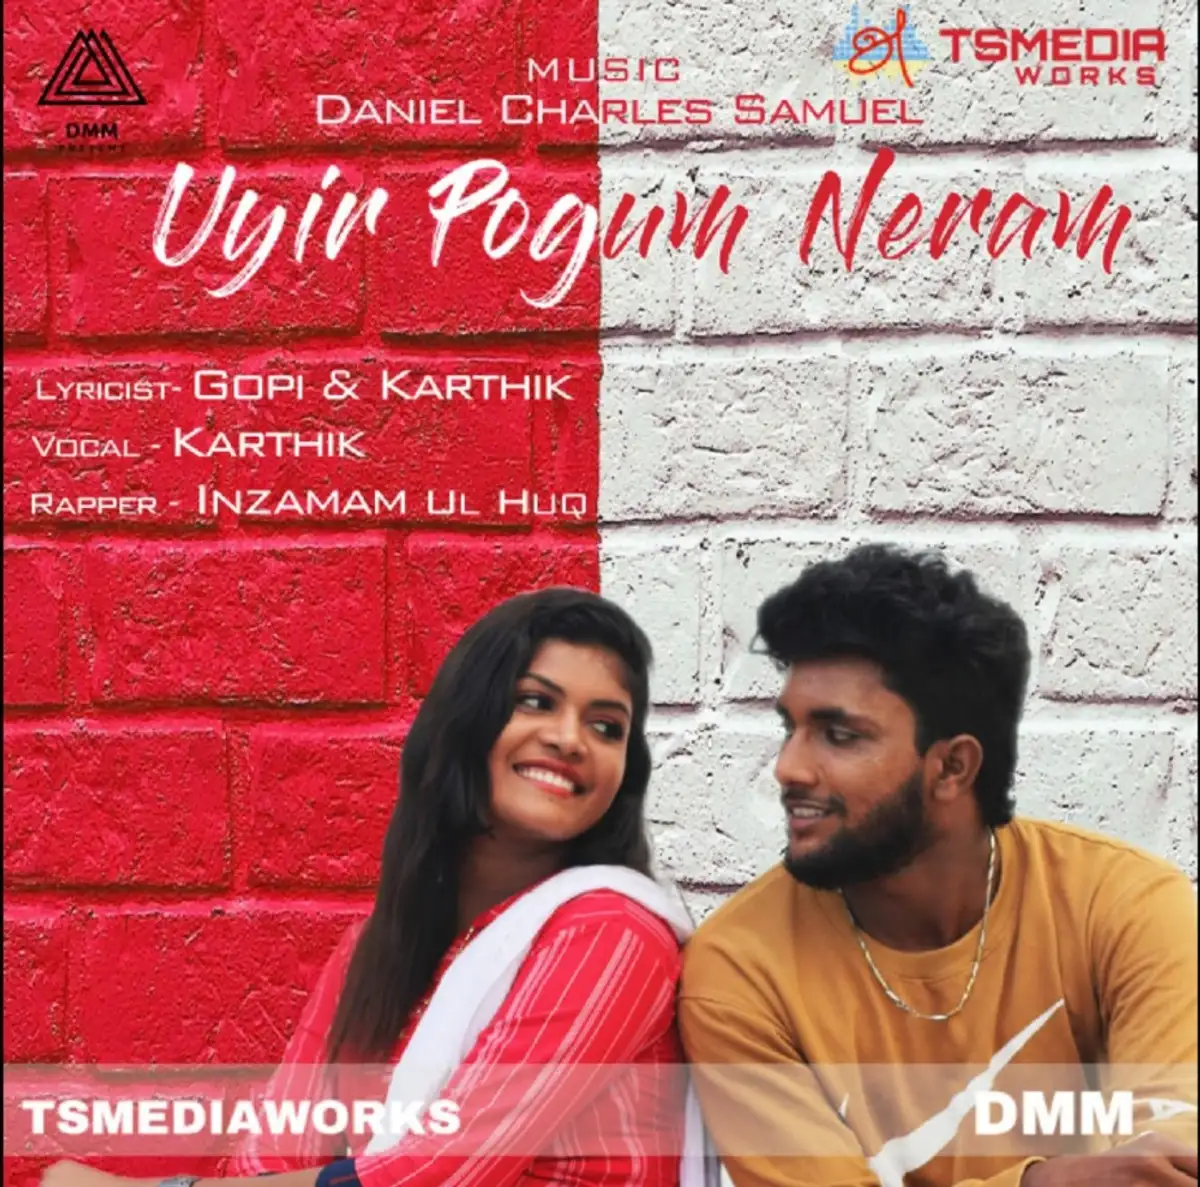 DMM
PRESENT
TSMEDIA
WORKS
MUSIC
DANIEL CHARLES SAMUEL
Uyir Pogum Neram
LYRICIST- GOPI & KARTHIK
VOCAL - KARTHIK
RAPPER - INZAMAM UL HUQ
TSMEDIAWORKS
DMM